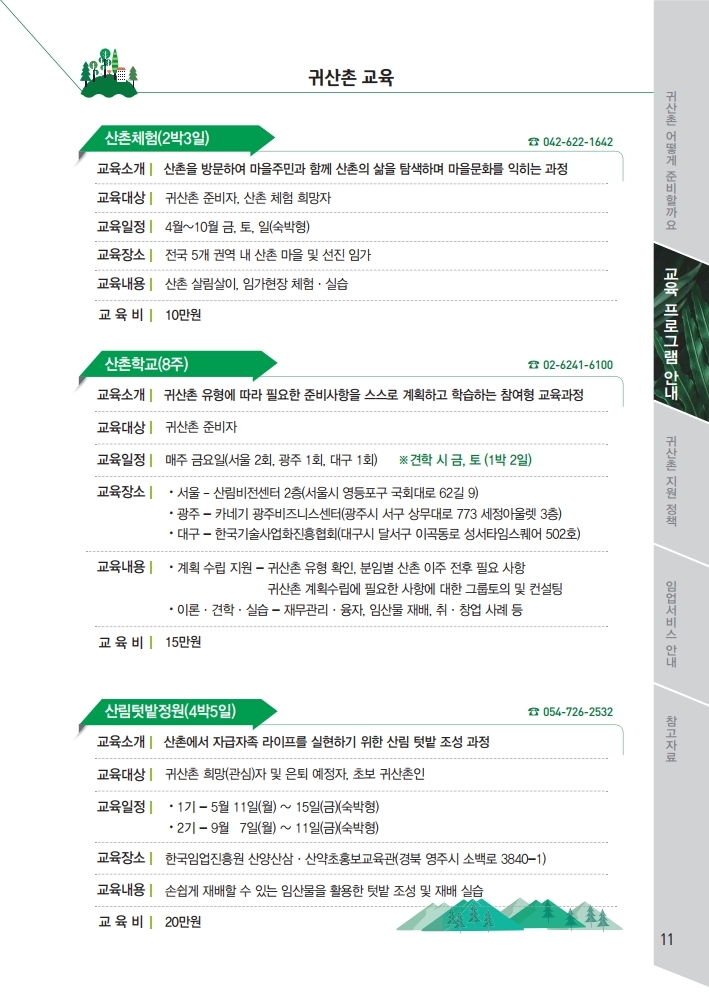 귀산촌 교육
산촌체험(2박3일)
☎ 042-622-1642
교육소개 | 산촌을 방문하여 마을주민과 함께 산촌의 삶을 탐색하며 마을문화를 익히는 과정
교육대상 | 귀산촌 준비자, 산촌 체험 희망자
교육일정 | 4월~10월 금, 토, 일(숙박형)
교육장소 | 전국 5개 권역 내 산촌 마을 및 선진 임가
교육내용 | 산촌 살림살이, 임가현장 체험 · 실습
교 육 비 | 10만원
산촌학교(8주)
☎ 02-6241-6100
교육소개 | 귀산촌 유형에 따라 필요한 준비사항을 스스로 계획하고 학습하는 참여형 교육과정
교육대상 | 귀산촌 준비자
교육일정 | 매주 금요일(서울 2회, 광주 1회, 대구 1회) ※견학 시 금, 토 (1박 2일)
교육장소 | · 서울 - 산림비전센터 2층(서울시 영등포구 국회대로 62길 9)
· 광주 - 카네기 광주비즈니스센터(광주시 서구 상무대로 773 세정아울렛 3층)
· 대구 - 한국기술사업화진흥협회(대구시 달서구 이곡동로 성서타임스퀘어 502호)
교육내용 | · 계획 수립 지원 - 귀산촌 유형 확인, 분임별 산촌 이주 전후 필요 사항
귀산촌 계획수립에 필요한 사항에 대한 그룹토의 및 컨설팅
· 이론 · 견학 · 실습 - 재무관리 · 융자, 임산물 재배, 취 · 창업 사례 등
교 육 비 | 15만원
산림텃밭정원(4박5일)
☎ 054-726-2532
교육소개 | 산촌에서 자급자족 라이프를 실현하기 위한 산림 텃밭 조성 과정
교육대상 | 귀산촌 희망(관심)자 및 은퇴 예정자, 초보 귀산촌인
교육일정 | · 1기 - 5월 11일(월) ~ 15일(금)(숙박형)
· 2기 - 9월 7일(월) ~ 11일(금)(숙박형)
교육장소 | 한국임업진흥원 산양산삼 · 산약초홍보교육관(경북 영주시 소백로 3840-1)
교육내용 | 손쉽게 재배할 수 있는 임산물을 활용한 텃밭 조성 및 재배 실습
교 육 비 | 20만원
귀산촌 어떻게 준비할까요
교육 프로그램 안내
귀산촌 지원 정책
임업서비스 안내
참고자료
11